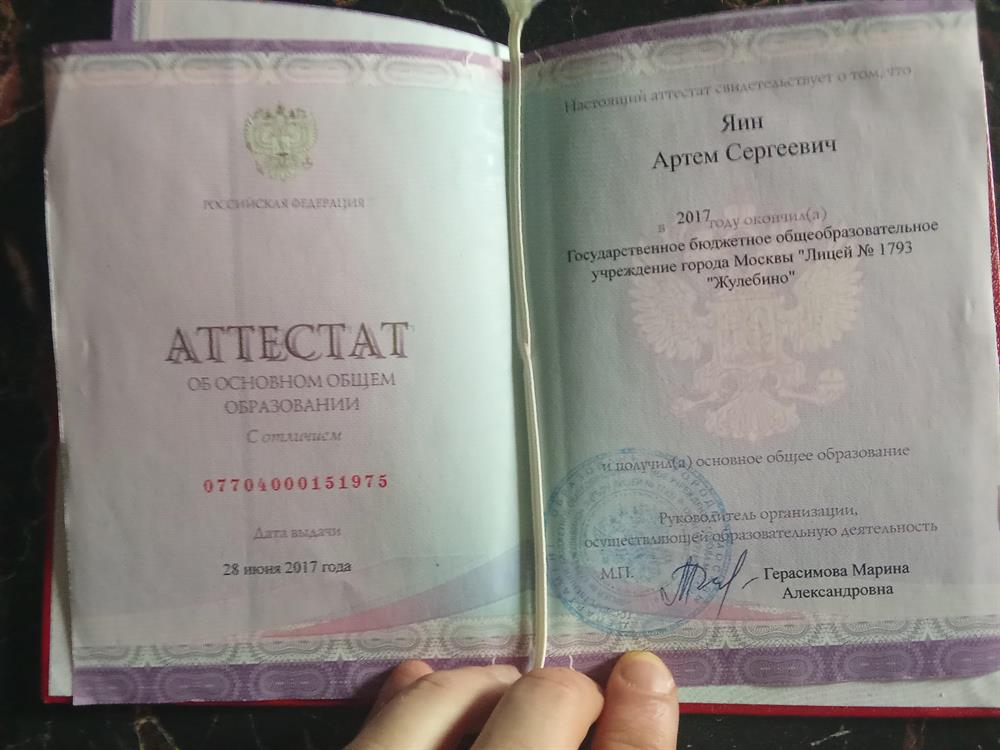 РОССИЙСКАЯ ФЕДЕРАЦИЯ
АТТЕСТАТ
ОБ ОСНОВНОМ ОБЩЕМ
ОБРАЗОВАНИИ
С отличием
07704000151975
Дата выдачи
28 июня 2017 года
Настоящий аттестат свидетельствует о том, что
Яин
Артем Сергеевич
в 2017 году окончил(а)
Государственное бюджетное общеобразовательное
учреждение города Москвы "Лицей № 1793
"Жулебино"
и получил(а) основное общее образование
Руководитель организации,
осуществляющей образовательную деятельность
М.П.
Герасимова Марина
Александровна